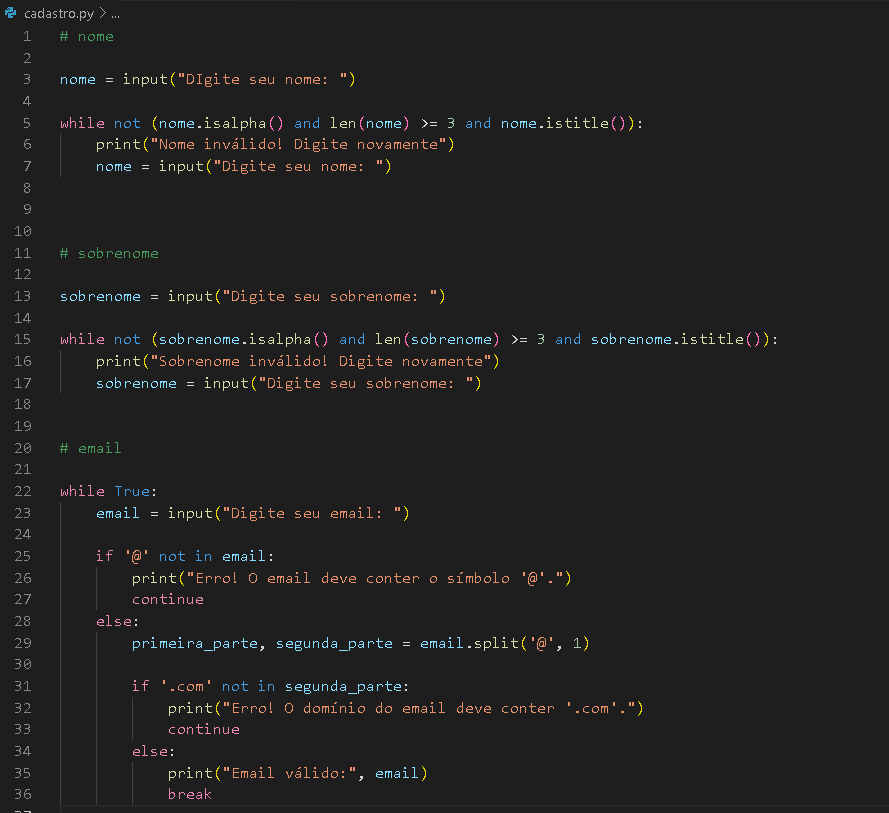 cadastro.py > ...
1 # nome
2
3 nome = input("DIgite seu nome: ")
4
5 while not (nome.isalpha() and len(nome) >= 3 and nome.istitle()):
6     print("Nome inválido! Digite novamente")
7     nome = input("Digite seu nome: ")
8
9
10
11 # sobrenome
12
13 sobrenome = input("Digite seu sobrenome: ")
14
15 while not (sobrenome.isalpha() and len(sobrenome) >= 3 and sobrenome.istitle()):
16     print("Sobrenome inválido! Digite novamente")
17     sobrenome = input("Digite seu sobrenome: ")
18
19
20 # email
21
22 while True:
23     email = input("Digite seu email: ")
24
25     if '@' not in email:
26         print("Erro! O email deve conter o símbolo '@'.")
27         continue
28     else:
29         primeira_parte, segunda_parte = email.split('@', 1)
30
31         if '.com' not in segunda_parte:
32             print("Erro! O domínio do email deve conter '.com'.")
33             continue
34         else:
35             print("Email válido:", email)
36             break